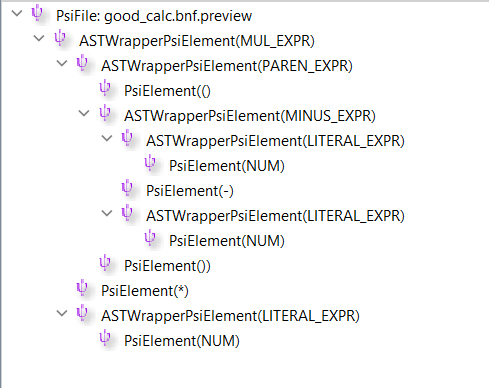 PsiFile: good_calc.bnf.preview
ASTWrapperPsiElement(MUL_EXPR)
ASTWrapperPsiElement(PAREN_EXPR)
PsiElement(()
ASTWrapperPsiElement(MINUS_EXPR)
ASTWrapperPsiElement(LITERAL_EXPR)
PsiElement(NUM)
PsiElement(-)
ASTWrapperPsiElement(LITERAL_EXPR)
PsiElement(NUM)
PsiElement())
PsiElement(*)
ASTWrapperPsiElement(LITERAL_EXPR)
PsiElement(NUM)